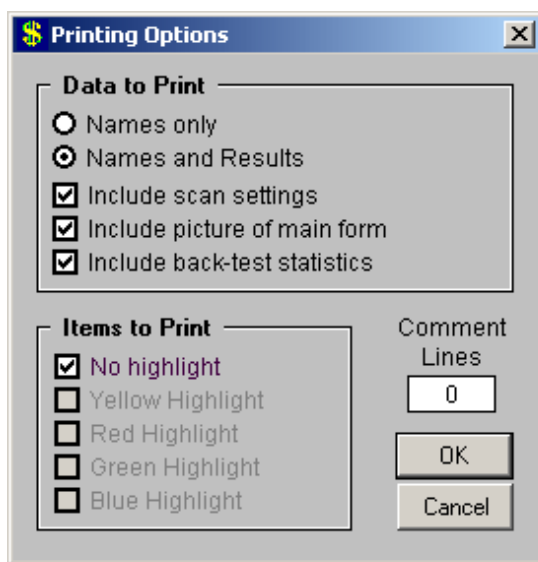 $ Printing Options
Data to Print
Names only
Names and Results
Include scan settings
Include picture of main form
Include back-test statistics
Items to Print
No highlight
Yellow Highlight
Red Highlight
Green Highlight
Blue Highlight
Comment
Lines
0
OK
Cancel